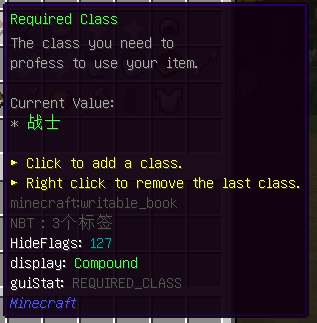 Required Class
The class you need to
profess to use your item.
Current Value:
* 战士
► Click to add a class.
► Right click to remove the last class.
minecraft:writable_book
NBT：3个标签
HideFlags: 127
display: Compound
guiStat: REQUIRED_CLASS
Minecraft